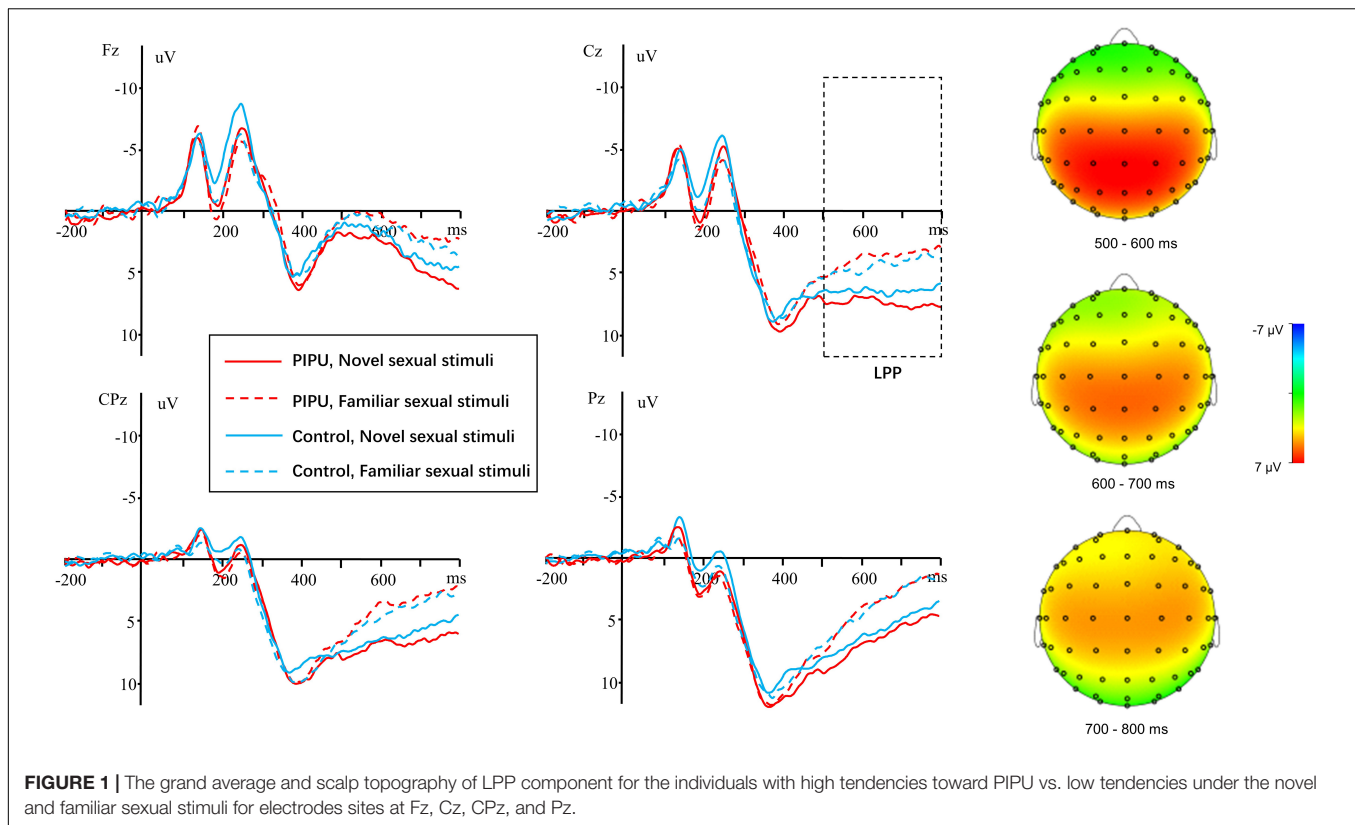 Fz
uV
-10
-5
5
10
-200
200
400
600
ms
Cz
uV
-10
-5
5
10
-200
200
400
600
ms
LPP
PIPU, Novel sexual stimuli
PIPU, Familiar sexual stimuli
Control, Novel sexual stimuli
Control, Familiar sexual stimuli
CPz
uV
-10
-5
5
10
-200
200
400
600
ms
Pz
uV
-10
-5
5
10
-200
200
400
600
ms
500 - 600 ms
600 - 700 ms
700 - 800 ms
-7 µV
7 µV
FIGURE 1 | The grand average and scalp topography of LPP component for the individuals with high tendencies toward PIPU vs. low tendencies under the novel
and familiar sexual stimuli for electrodes sites at Fz, Cz, CPz, and Pz.